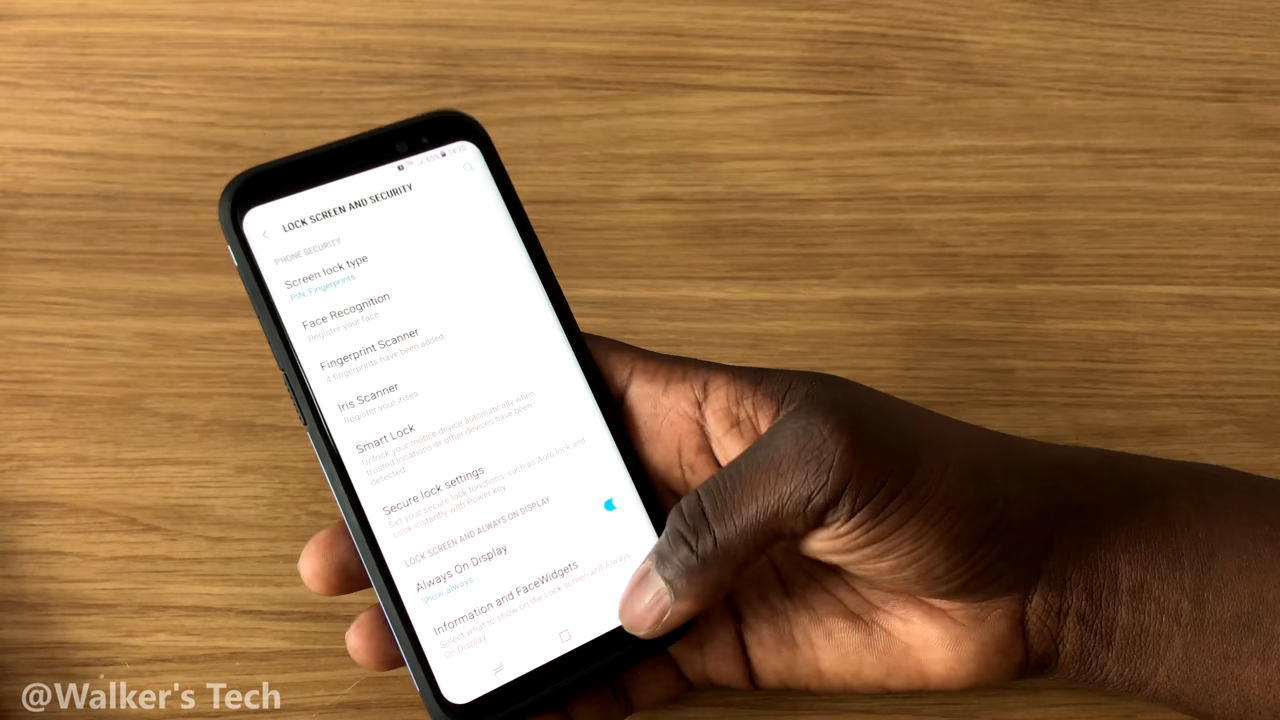 65% 14:20
LOCK SCREEN AND SECURITY
PHONE SECURITY
Screen lock type
PIN, Fingerprints
Face Recognition
Register your face.
Fingerprint Scanner
4 fingerprints have been added.
Iris Scanner
Register your irises.
Smart Lock
Unlock your mobile device automatically when
trusted locations or other devices have been
detected.
Secure lock settings
Set your secure lock functions, such as Auto lock and
Lock instantly with Power key.
LOCK SCREEN AND ALWAYS ON DISPLAY
Always On Display
Show always
Information and FaceWidgets
Select what to show on the Lock screen and Always
On Display.
@Walker's Tech